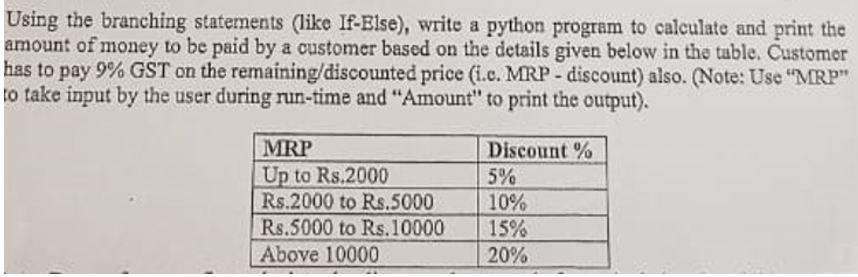 Using the branching statements (like If-Else), write a python program to calculate and print the
amount of money to be paid by a customer based on the details given below in the table. Customer
has to pay 9% GST on the remaining/discounted price (i.e. MRP - discount) also. (Note: Use "MRP"
to take input by the user during run-time and "Amount" to print the output).
MRP Discount %
Up to Rs.2000 5%
Rs.2000 to Rs.5000 10%
Rs.5000 to Rs.10000 15%
Above 10000 20%